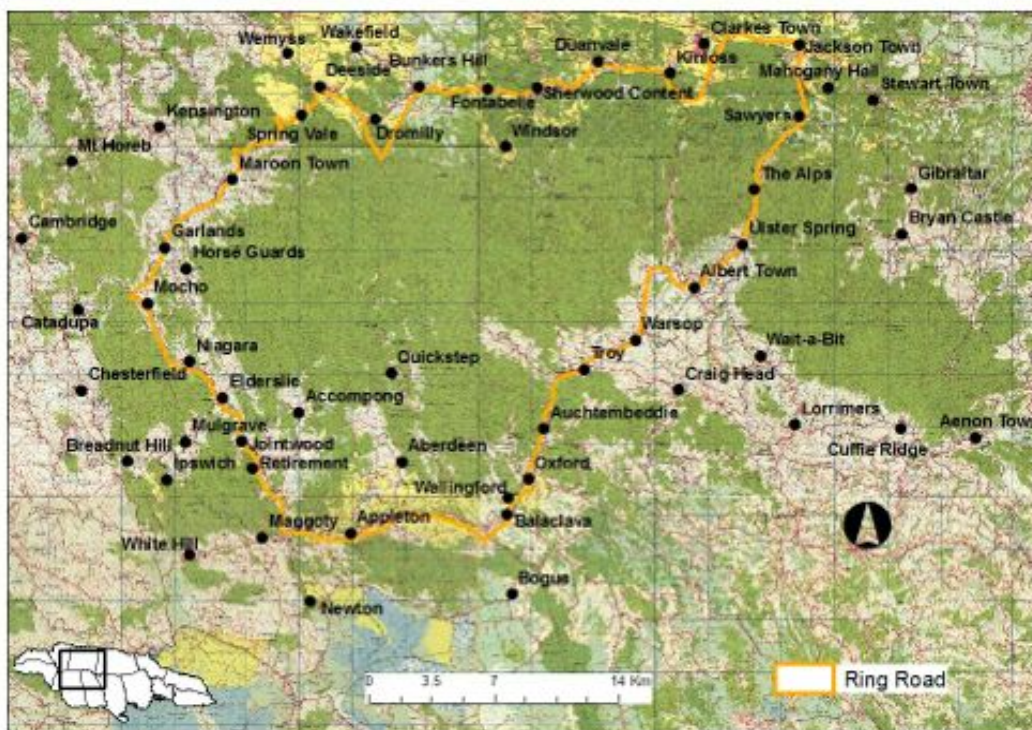 Clarkes Town
Wemyss
Wakefield
Duanvale
Jackson Town
Deeside
Bunkers Hill
Kinloss
Mahogany Hall
Stewart Town
Fontabelle
Sherwood Content
Kensington
Spring Vale
Dromilly
Windsor
Sawyers
Mt Horeb
Maroon Town
The Alps
Gibraltar
Cambridge
Garlands
Ulster Spring
Bryan Castle
Horse Guards
Albert Town
Mocho
Catadupa
Warsop
Niagara
Quickstep
Troy
Wait-a-Bit
Chesterfield
Elderslie
Accompong
Craig Head
Mulgrave
Auchtembeddie
Lorrimers
Aenon Town
Breadnut Hill
Jointwood
Aberdeen
Cuffie Ridge
Ipswich
Retirement
Oxford
Wallingford
Maggoty
Appleton
Balaclava
White Hill
Bogue
Newton
0 3.5 7 14 Km
Ring Road